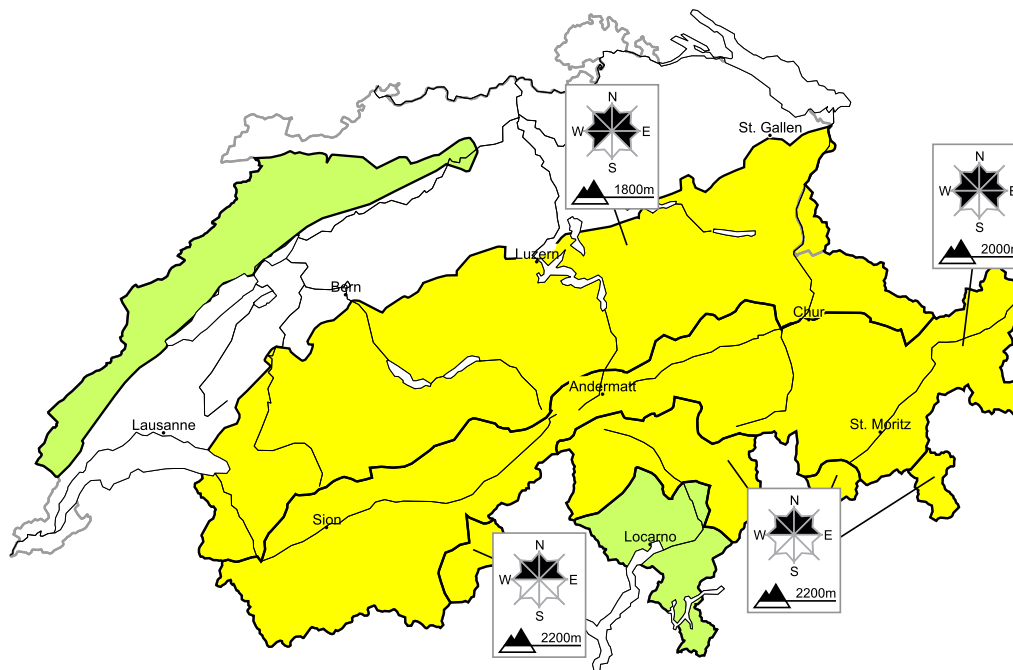 N
W E
S
1800m
St. Gallen
N
W E
S
2000m
Luzern
Bern
Chur
Andermatt
Lausanne
St. Moritz
N
W E
S
2200m
Sion
Locarno
N
W E
S
2200m